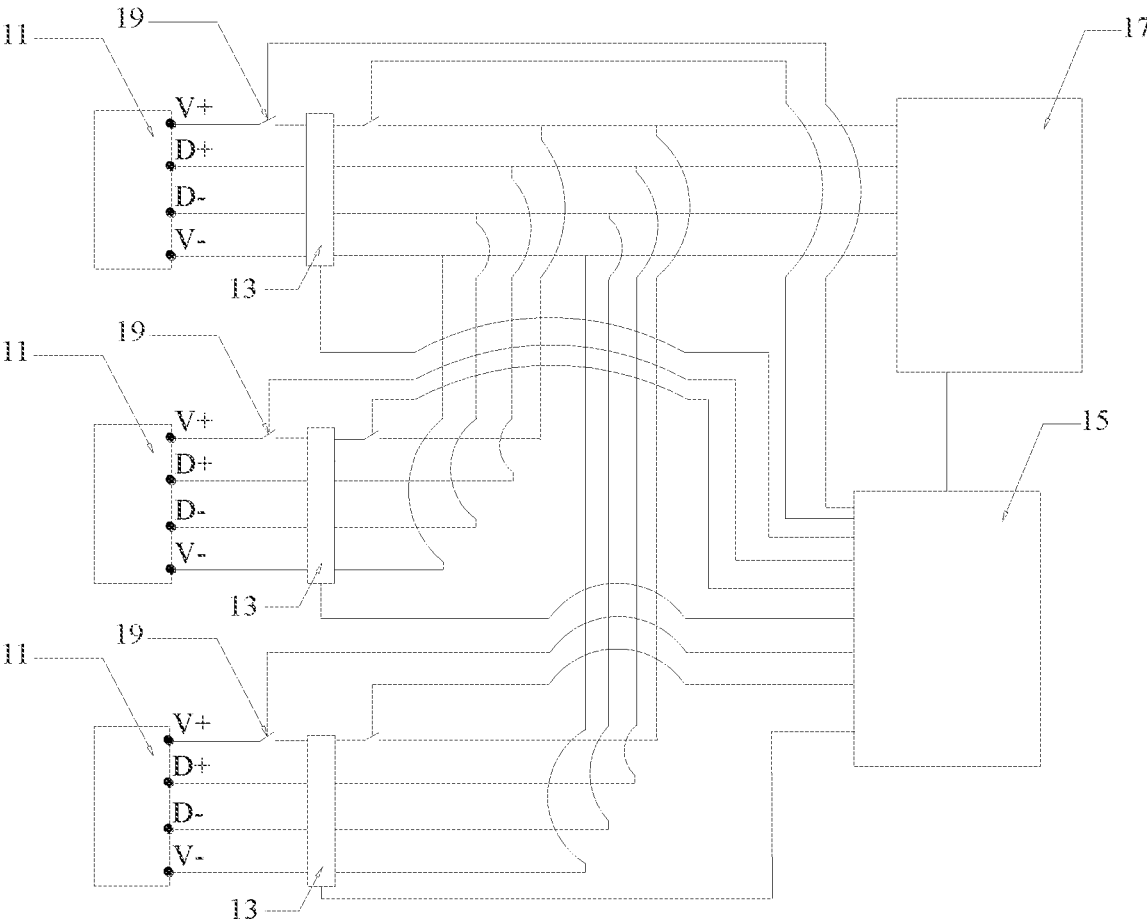 19
11
17
V+
D+
D-
V-
13
19
11
V+
15
D+
D-
V-
13
19
11
V+
D+
D-
V-
13